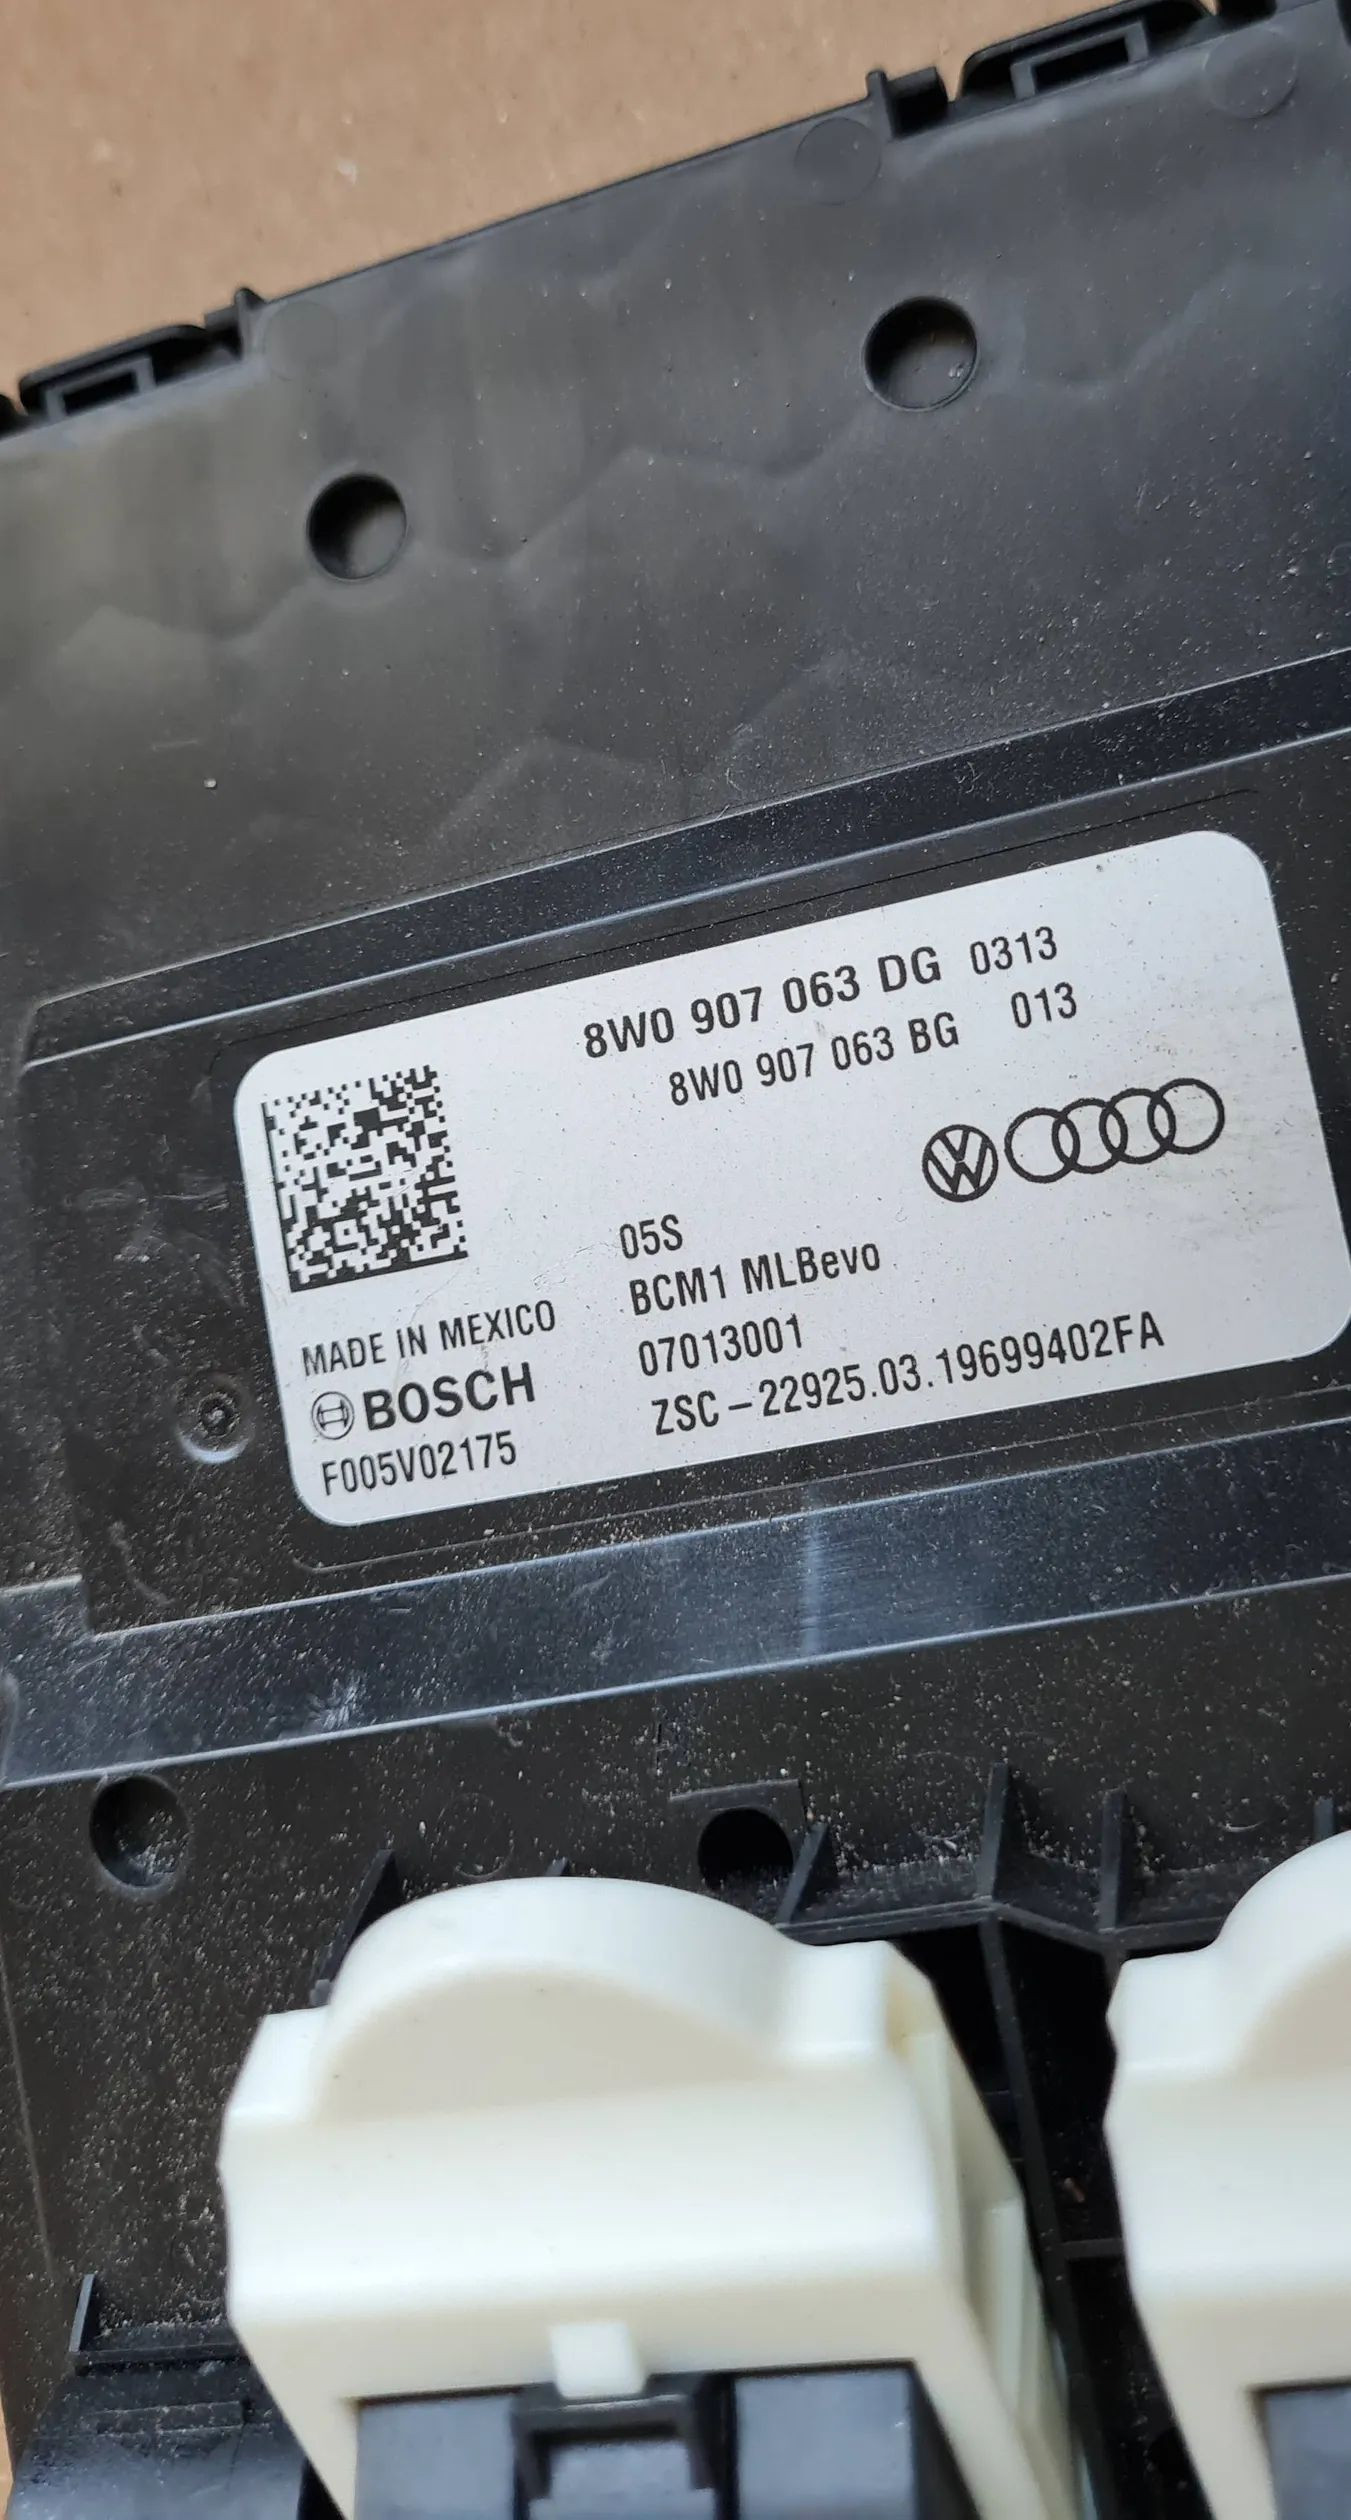 8W0 907 063 DG 0313
8W0 907 063 BG 013
05S
BCM1 MLBevo
07013001
ZSC-22925.03.19699402FA
MADE IN MEXICO
BOSCH
F005V02175